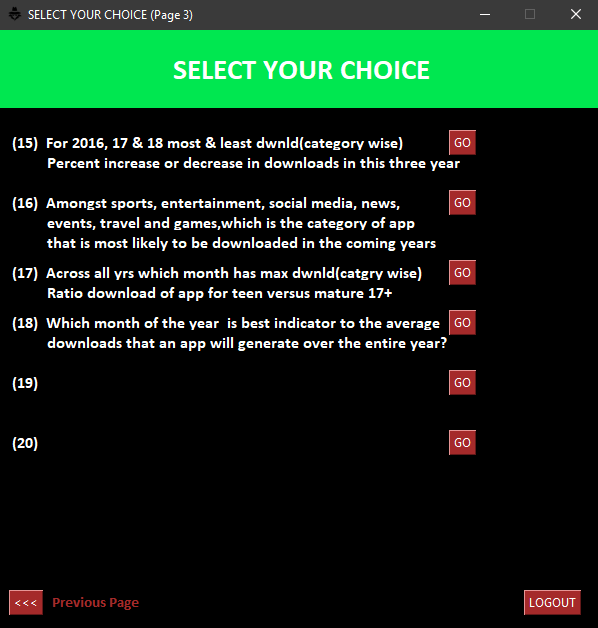 SELECT YOUR CHOICE (Page 3)
SELECT YOUR CHOICE
(15) For 2016, 17 & 18 most & least dwnld(category wise) GO
Percent increase or decrease in downloads in this three year
(16) Amongst sports, entertainment, social media, news, GO
events, travel and games,which is the category of app
that is most likely to be downloaded in the coming years
(17) Across all yrs which month has max dwnld(catgry wise) GO
Ratio download of app for teen versus mature 17+
(18) Which month of the year  is best indicator to the average GO
downloads that an app will generate over the entire year?
(19) GO
(20) GO
<<< Previous Page LOGOUT